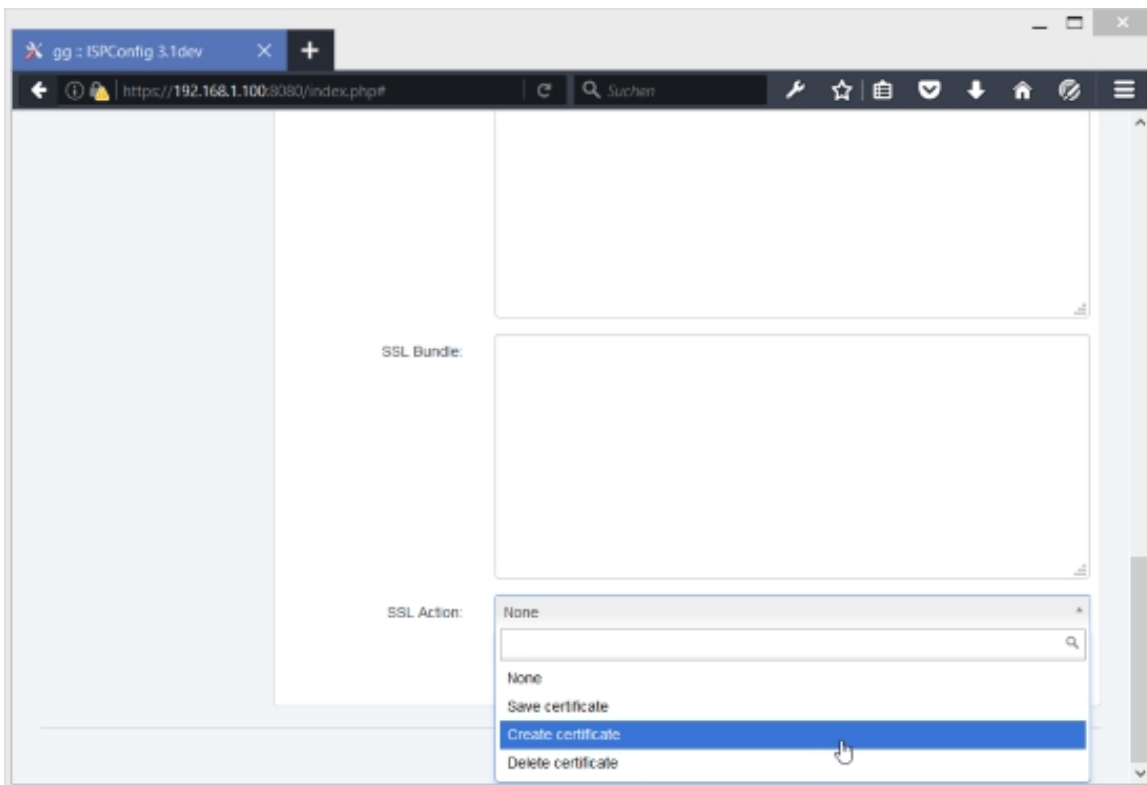 gg :: ISPConfig 3.1dev
https://192.168.1.100:8080/index.php#
Suchen
SSL Bundle:
SSL Action:
None
None
Save certificate
Create certificate
Delete certificate